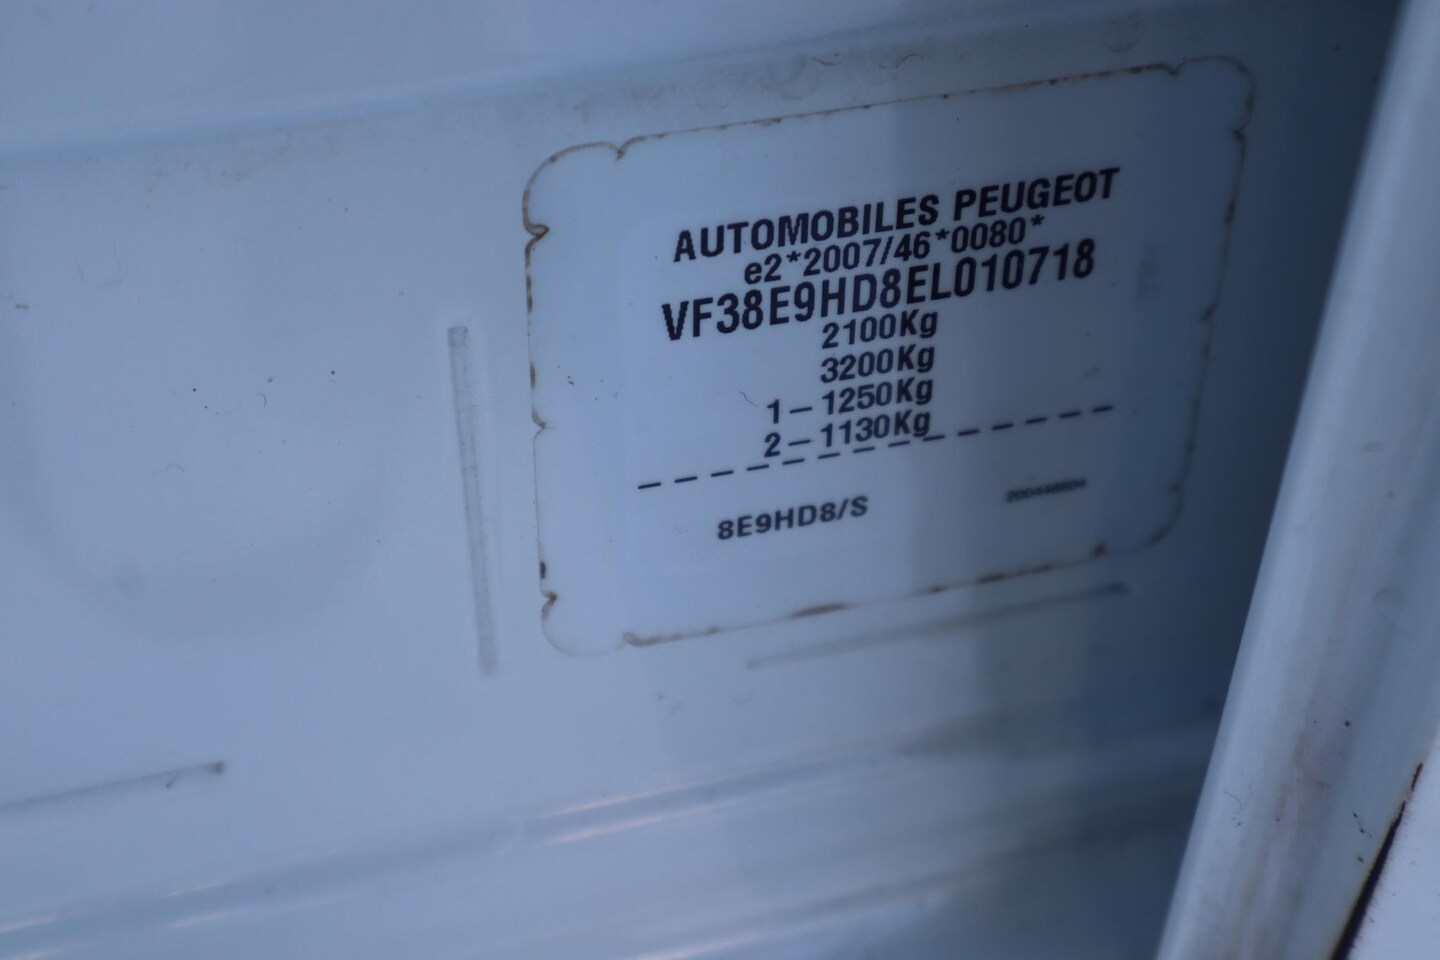 AUTOMOBILES PEUGEOT
e2*2007/46*0080*
VF38E9HD8EL010718
2100Kg
3200Kg
1-1250Kg
2-1130Kg
8E9HD8/S